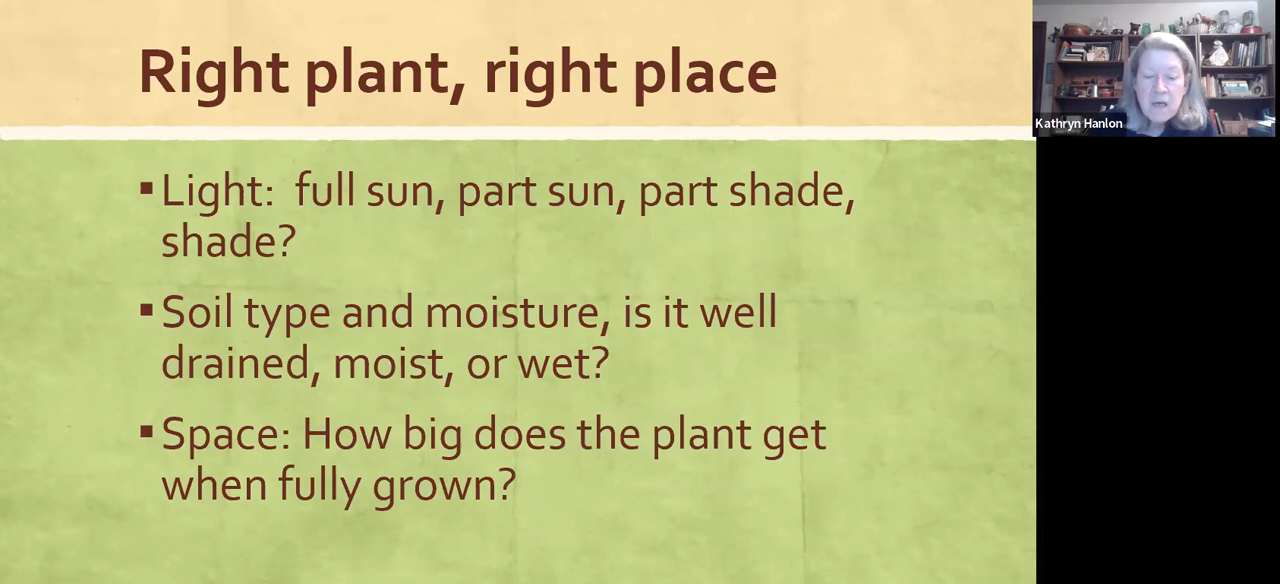 Right plant, right place
▪Light:  full sun, part sun, part shade,
shade?
▪Soil type and moisture, is it well
drained, moist, or wet?
▪Space: How big does the plant get
when fully grown?
Kathryn Hanlon